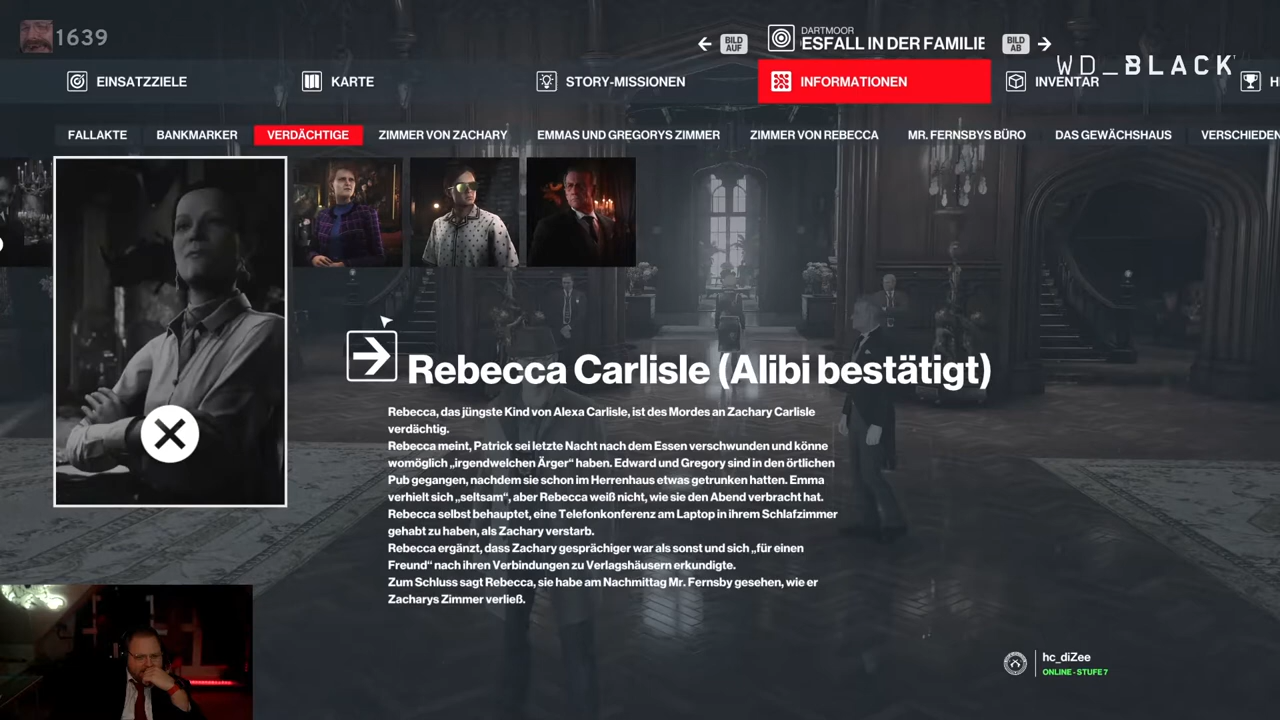 1639
BILD AUF
DARTMOOR
ESFALL IN DER FAMILIE
BILD AB
WD_BLACK
EINSATZZIELE
KARTE
STORY-MISSIONEN
INFORMATIONEN
INVENTAR
H
FALLAKTE
BANKMARKER
VERDÄCHTIGE
ZIMMER VON ZACHARY
EMMAS UND GREGORYS ZIMMER
ZIMMER VON REBECCA
MR. FERNSBYS BÜRO
DAS GEWÄCHSHAUS
VERSCHIEDEN
Rebecca Carlisle (Alibi bestätigt)
Rebecca, das jüngste Kind von Alexa Carlisle, ist des Mordes an Zachary Carlisle
verdächtig.
Rebecca meint, Patrick sei letzte Nacht nach dem Essen verschwunden und könne
womöglich „irgendwelchen Ärger“ haben. Edward und Gregory sind in den örtlichen
Pub gegangen, nachdem sie schon im Herrenhaus etwas getrunken hatten. Emma
verhielt sich „seltsam“, aber Rebecca weiß nicht, wie sie den Abend verbracht hat.
Rebecca selbst behauptet, eine Telefonkonferenz am Laptop in ihrem Schlafzimmer
gehabt zu haben, als Zachary verstarb.
Rebecca ergänzt, dass Zachary gesprächiger war als sonst und sich „für einen
Freund“ nach ihren Verbindungen zu Verlagshäusern erkundigte.
Zum Schluss sagt Rebecca, sie habe am Nachmittag Mr. Fernsby gesehen, wie er
Zacharys Zimmer verließ.
hc_diZee
ONLINE - STUFE 7